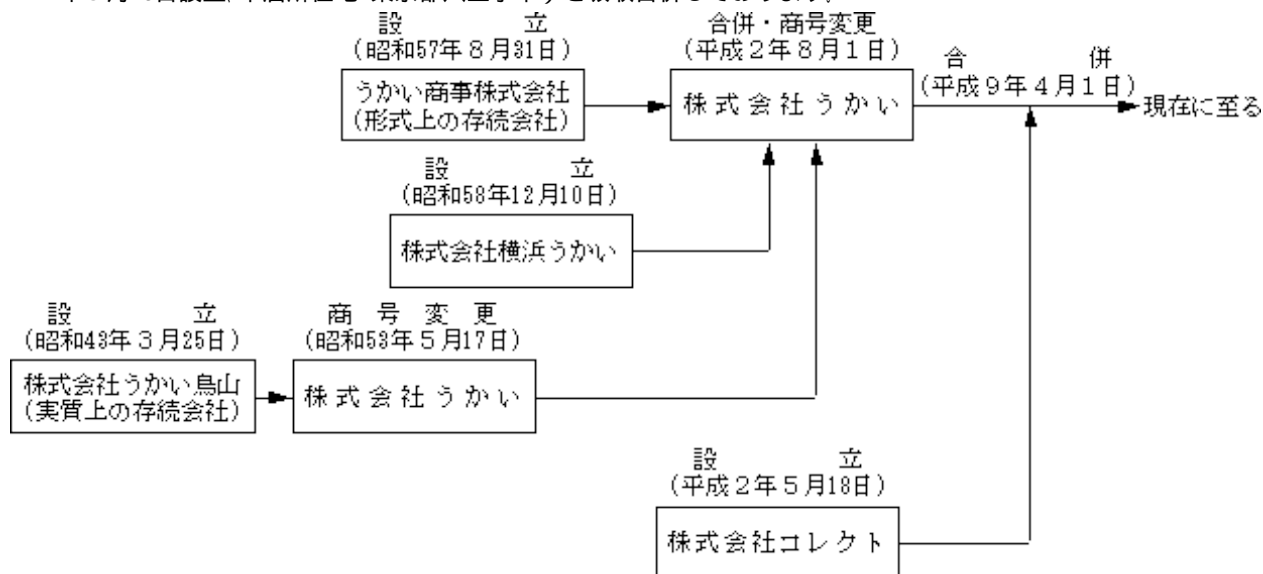 設立
(昭和57年8月31日)
うかい商事株式会社
(形式上の存続会社)
合併・商号変更
(平成2年8月1日)
株式会社うかい
合併
(平成9年4月1日)
現在に至る
設立
(昭和58年12月10日)
株式会社横浜うかい
設立
(昭和43年3月25日)
株式会社うかい鳥山
(実質上の存続会社)
商号変更
(昭和53年5月17日)
株式会社うかい
設立
(平成2年5月18日)
株式会社コレクト